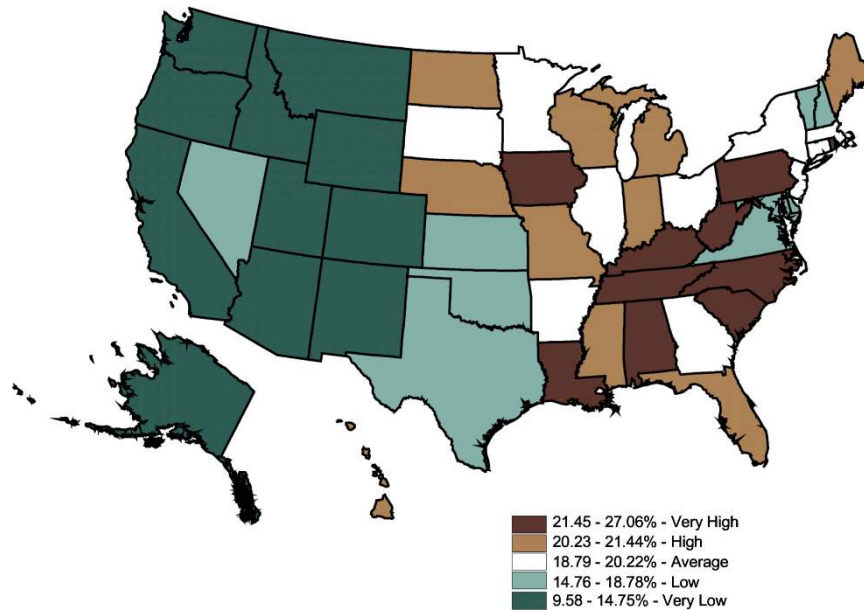 21.45 - 27.06% - Very High
20.23 - 21.44% - High
18.79 - 20.22% - Average
14.76 - 18.78% - Low
9.58 - 14.75% - Very Low